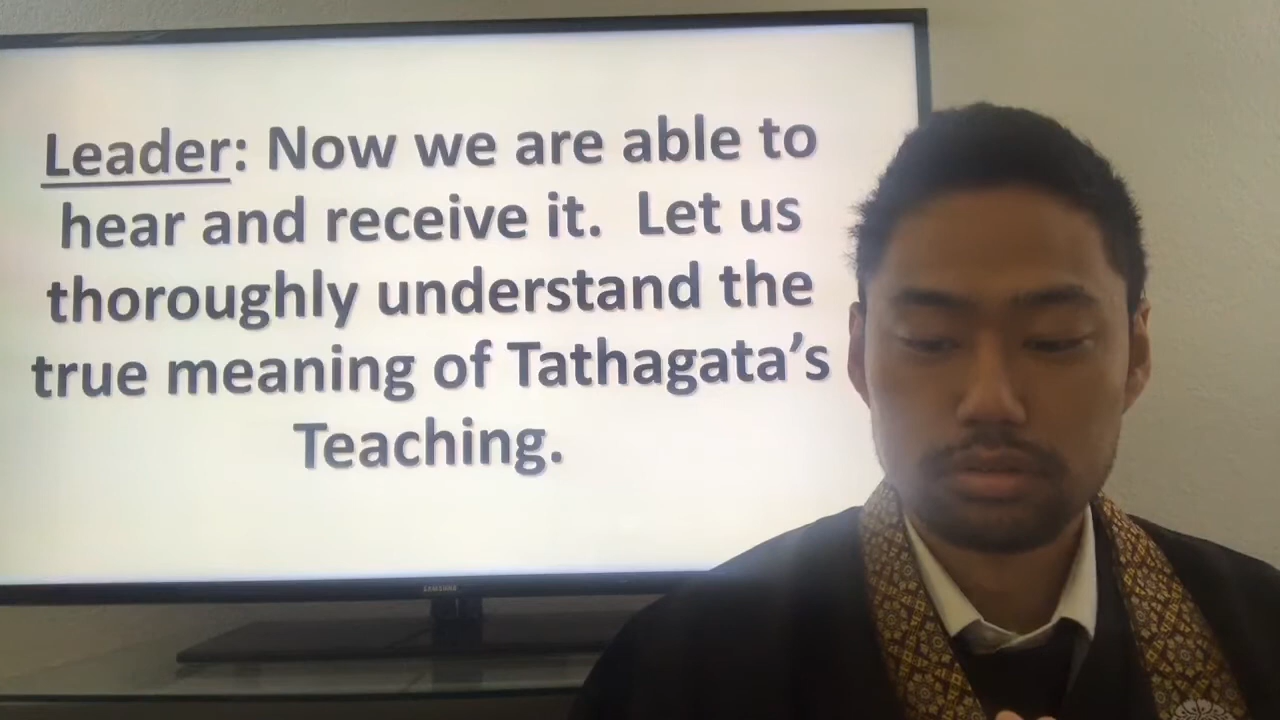 Leader: Now we are able to
hear and receive it.  Let us
thoroughly understand the
true meaning of Tathagata’s
Teaching.
SAMSUNG